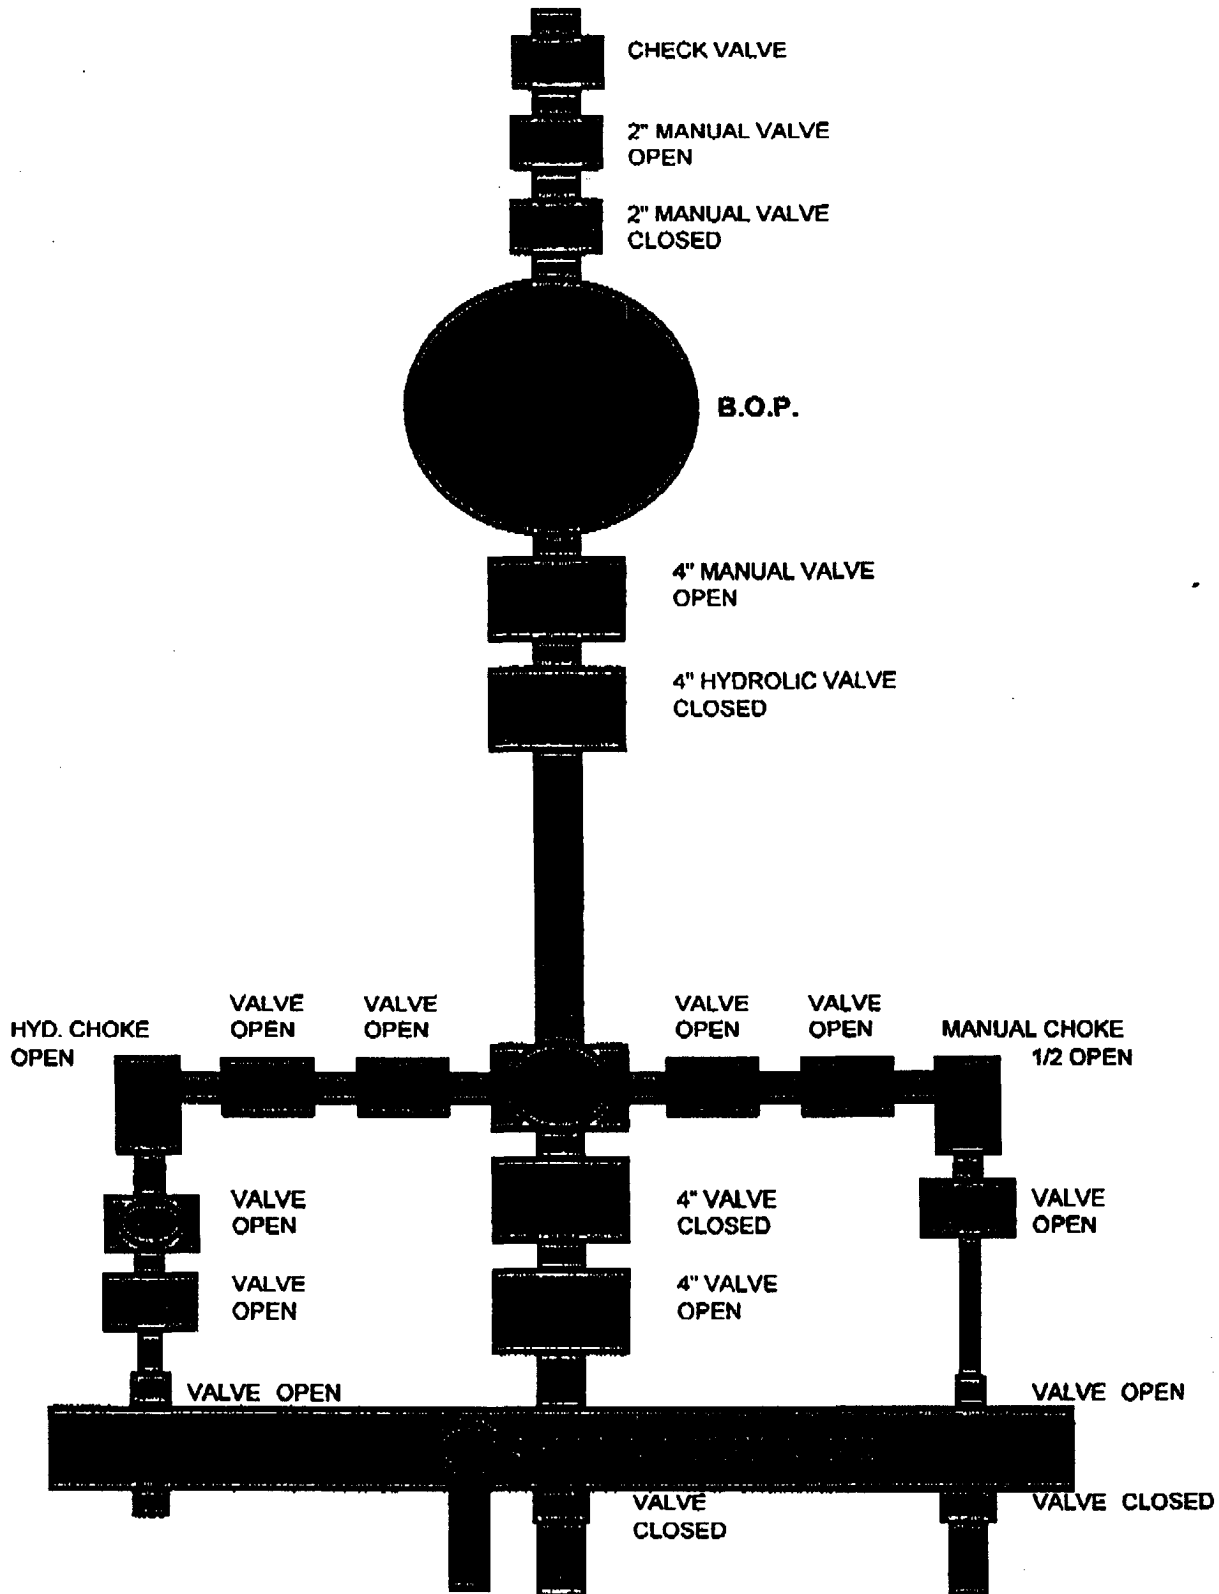 CHECK VALVE
2" MANUAL VALVE
OPEN
2" MANUAL VALVE
CLOSED
B.O.P.
4" MANUAL VALVE
OPEN
4" HYDROLIC VALVE
CLOSED
HYD. CHOKE
OPEN
VALVE
OPEN
VALVE
OPEN
VALVE
OPEN
VALVE
OPEN
MANUAL CHOKE
1/2 OPEN
VALVE
OPEN
4" VALVE
CLOSED
VALVE
OPEN
VALVE
OPEN
4" VALVE
OPEN
VALVE OPEN
VALVE OPEN
VALVE
CLOSED
VALVE CLOSED